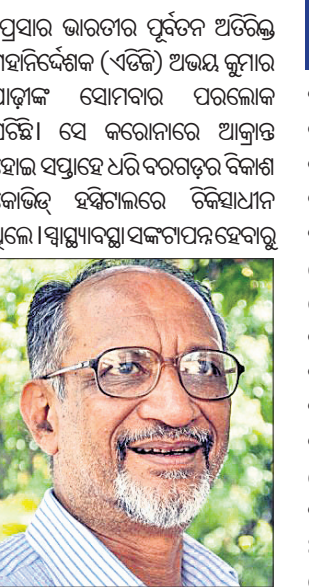 ପ୍ରସାର ଭାରତୀର ପୂର୍ବତନ ଅତିରିକ୍ତ
ମହାନିର୍ଦ୍ଦେଶକ (ଏଡିଜି) ଅଭୟ କୁମାର
ପାଢ଼ୀଙ୍କ ସୋମବାର ପରଲୋକ
ଘଟିଛି। ସେ କରୋନାରେ ଆକ୍ରାନ୍ତ
ହୋଇ ସପ୍ତାହେ ଧରି ବରଗଡ଼ର ବିକାଶ
କୋଭିଡ୍ ହସ୍ପିଟାଲରେ ଚିକିତ୍ସାଧୀନ
ଥିଲେ । ସ୍ୱାସ୍ଥ୍ୟାବସ୍ଥା ସଙ୍କଟାପନ୍ନ ହେବାରୁ